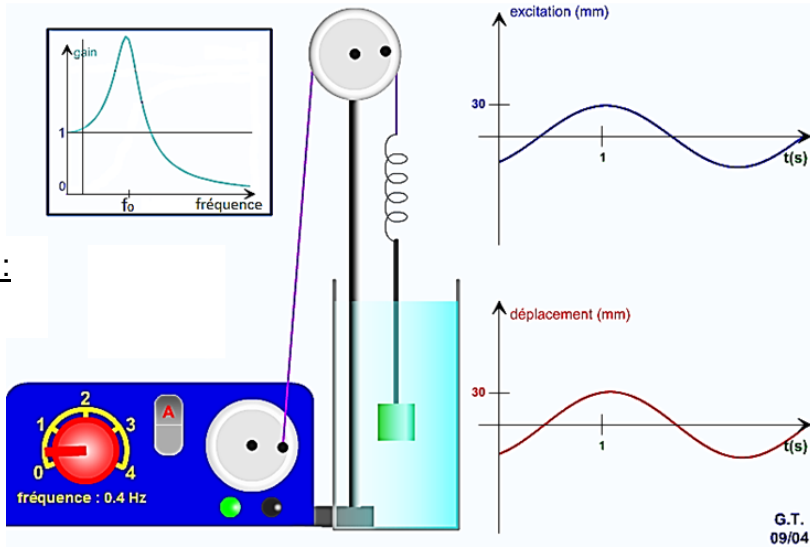 gain
1
0
f₀
fréquence
:
0
1
2
3
4
A
fréquence : 0.4 Hz
excitation (mm)
30
1
t(s)
déplacement (mm)
30
1
t(s)
G.T.
09/04